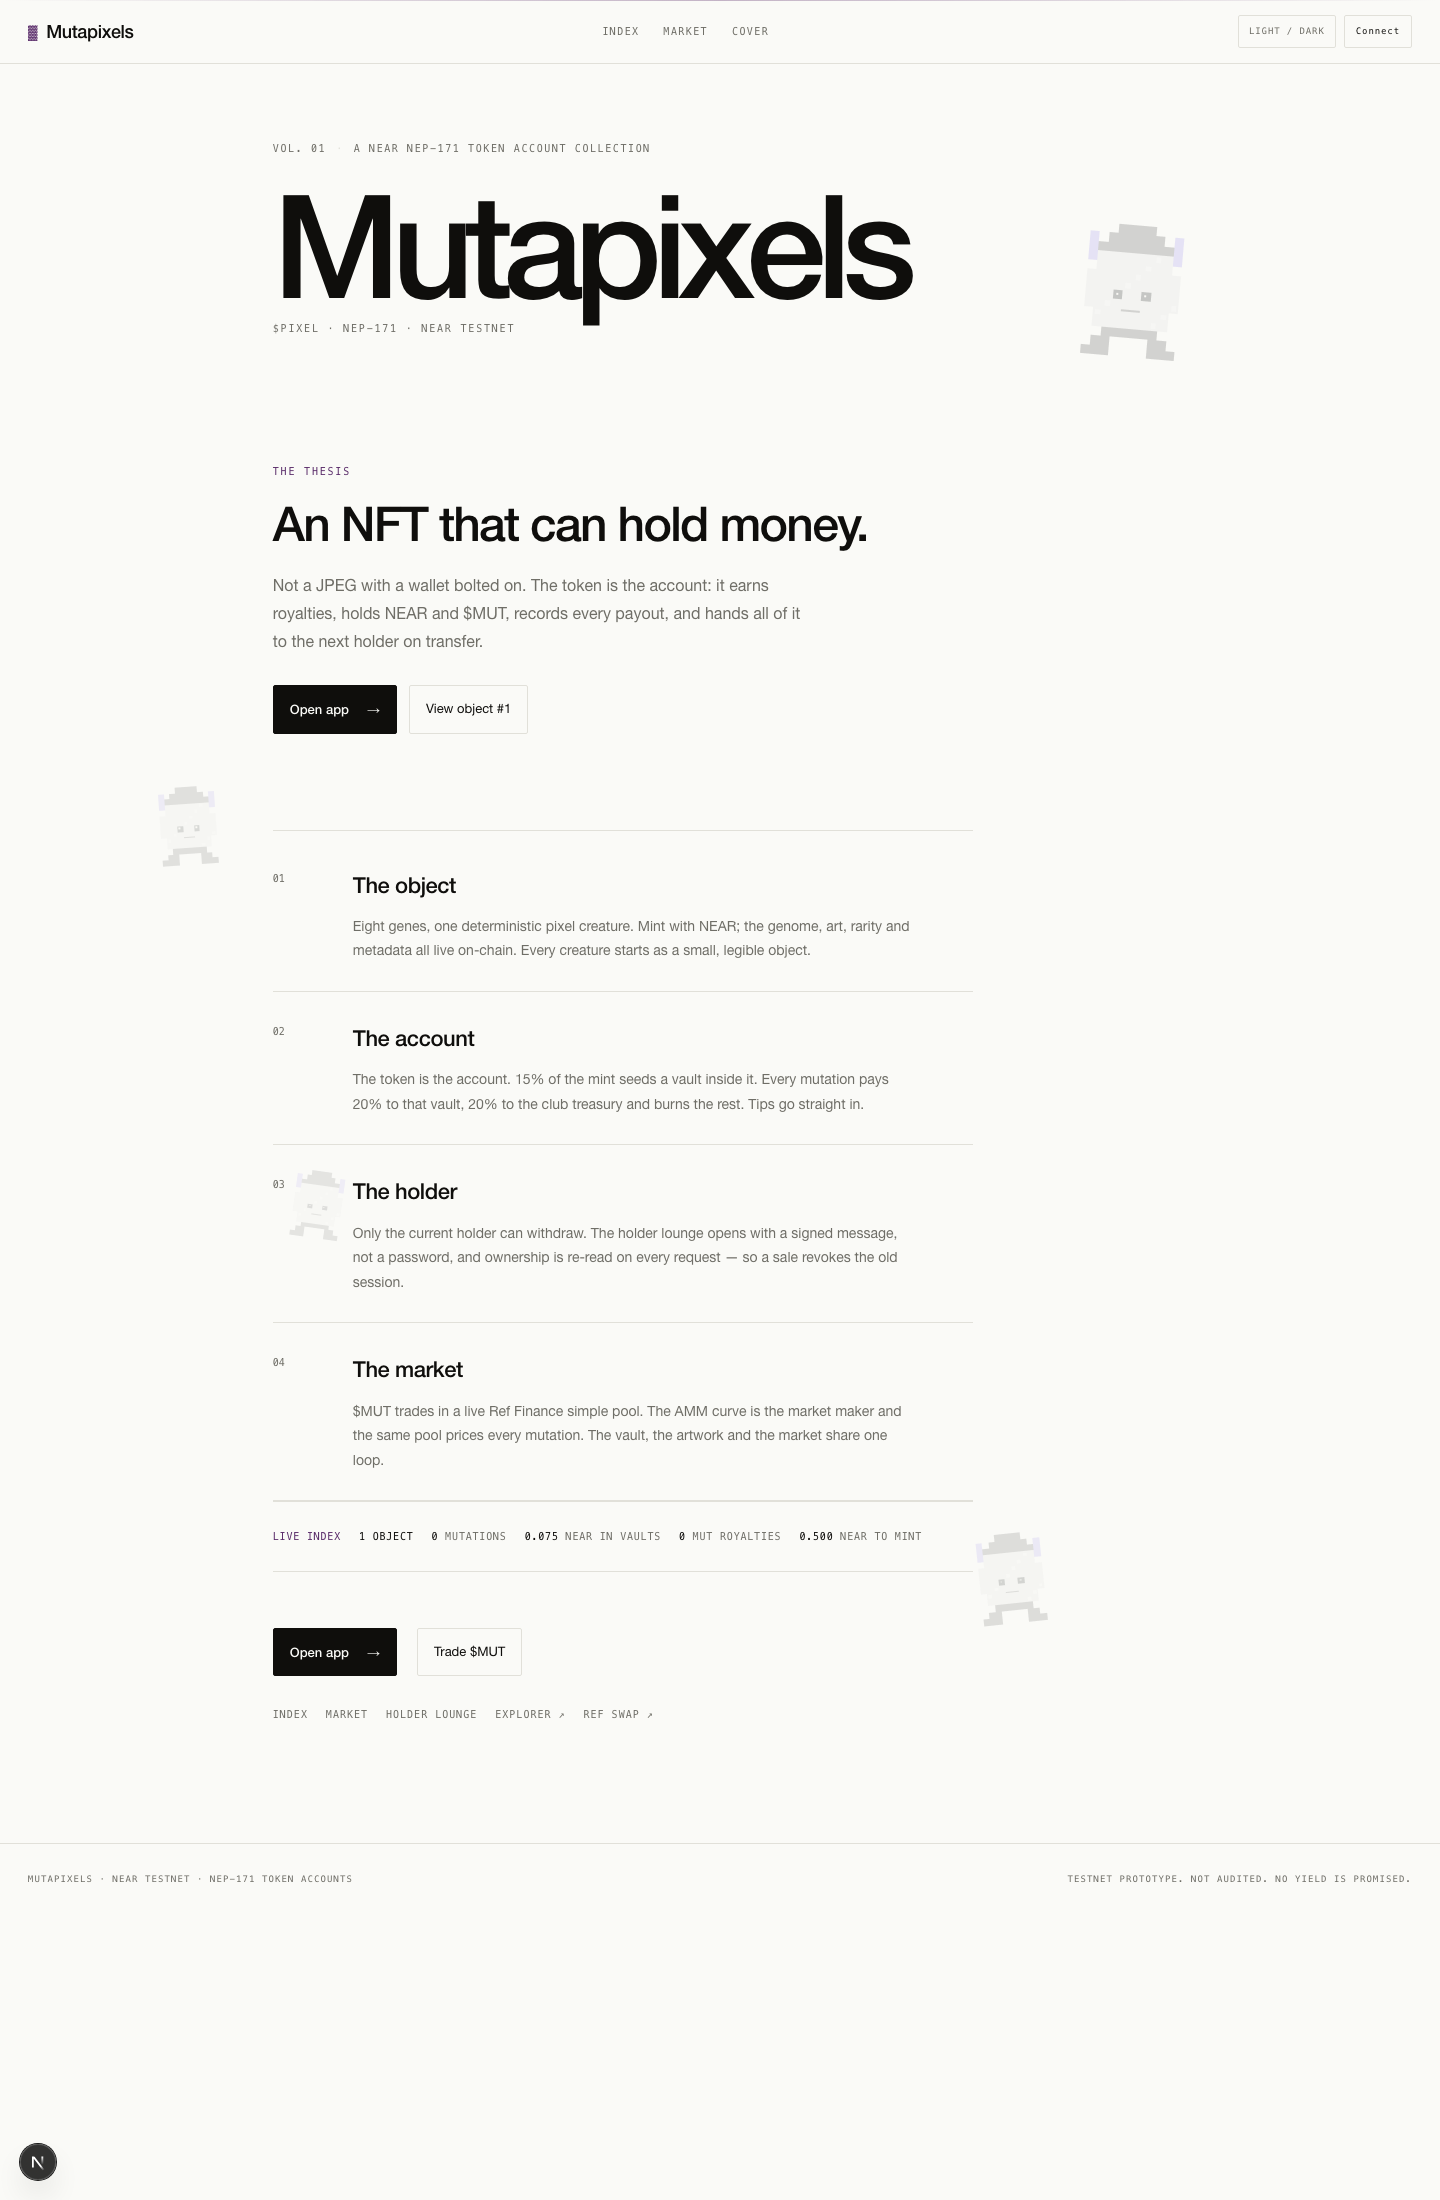 Mutapixels
INDEX MARKET COVER
LIGHT / DARK
Connect
VOL. 01 · A NEAR NEP-171 TOKEN ACCOUNT COLLECTION
Mutapixels
$PIXEL · NEP-171 · NEAR TESTNET
THE THESIS
An NFT that can hold money.
Not a JPEG with a wallet bolted on. The token is the account: it earns
royalties, holds NEAR and $MUT, records every payout, and hands all of it
to the next holder on transfer.
Open app →
View object #1
01
The object
Eight genes, one deterministic pixel creature. Mint with NEAR; the genome, art, rarity and
metadata all live on-chain. Every creature starts as a small, legible object.
02
The account
The token is the account. 15% of the mint seeds a vault inside it. Every mutation pays
20% to that vault, 20% to the club treasury and burns the rest. Tips go straight in.
03
The holder
Only the current holder can withdraw. The holder lounge opens with a signed message,
not a password, and ownership is re-read on every request — so a sale revokes the old
session.
04
The market
$MUT trades in a live Ref Finance simple pool. The AMM curve is the market maker and
the same pool prices every mutation. The vault, the artwork and the market share one
loop.
LIVE INDEX 1 OBJECT 0 MUTATIONS 0.075 NEAR IN VAULTS 0 MUT ROYALTIES 0.500 NEAR TO MINT
Open app →
Trade $MUT
INDEX MARKET HOLDER LOUNGE EXPLORER ↗ REF SWAP ↗
MUTAPIXELS · NEAR TESTNET · NEP-171 TOKEN ACCOUNTS
TESTNET PROTOTYPE. NOT AUDITED. NO YIELD IS PROMISED.
N